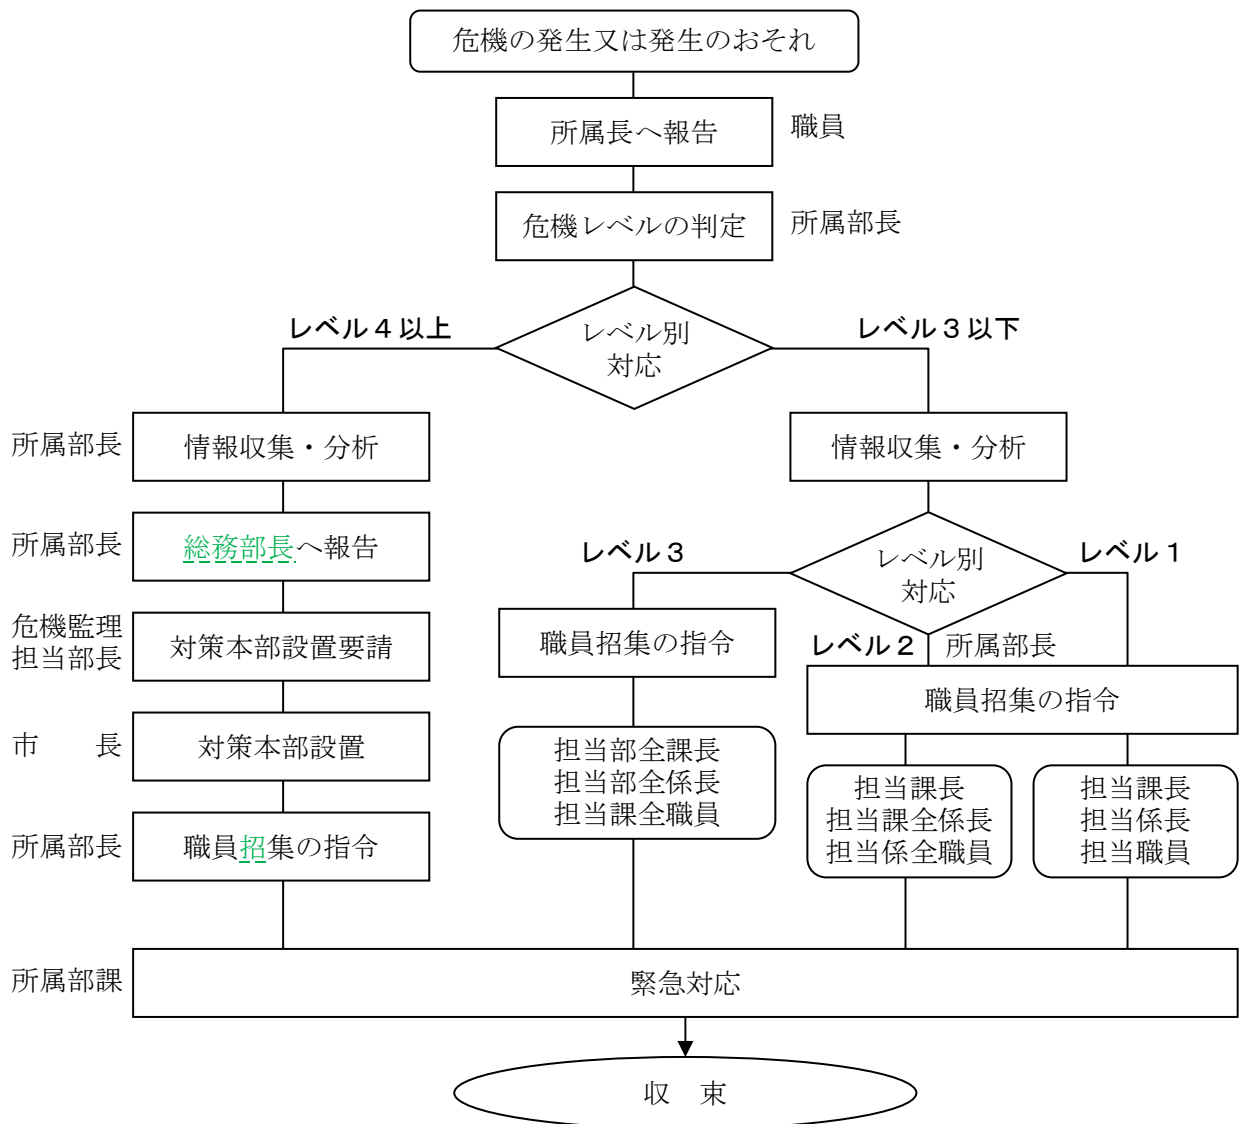 危機の発生又は発生のおそれ
所属長へ報告
職員
危機レベルの判定
所属部長
レベル別
対応
レベル４以上
レベル３以下
所属部長
情報収集・分析
所属部長
総務部長へ報告
危機監理
担当部長
対策本部設置要請
市　　長
対策本部設置
所属部長
職員招集の指令
情報収集・分析
レベル別
対応
レベル３
レベル２
レベル１
所属部長
職員招集の指令
職員招集の指令
担当部全課長
担当部全係長
担当課全職員
担当課長
担当課全係長
担当係全職員
担当課長
担当係長
担当職員
所属部課
緊急対応
収　束